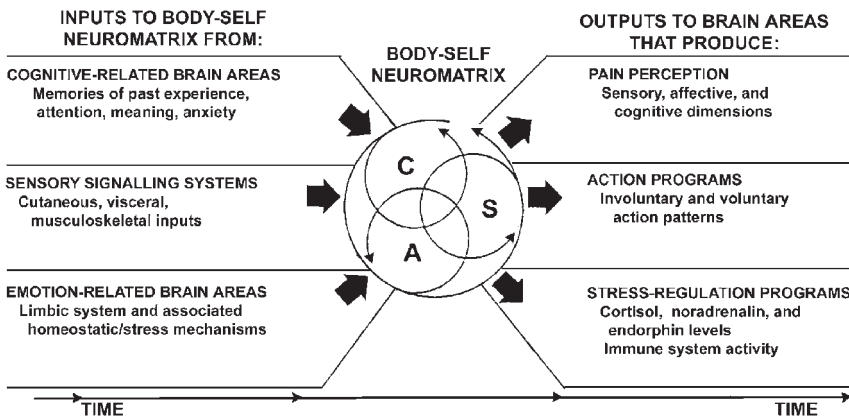 INPUTS TO BODY-SELF
NEUROMATRIX FROM:
COGNITIVE-RELATED BRAIN AREAS
Memories of past experience,
attention, meaning, anxiety
SENSORY SIGNALLING SYSTEMS
Cutaneous, visceral,
musculoskeletal inputs
EMOTION-RELATED BRAIN AREAS
Limbic system and associated
homeostatic/stress mechanisms
BODY-SELF
NEUROMATRIX
C
S
A
OUTPUTS TO BRAIN AREAS
THAT PRODUCE:
PAIN PERCEPTION
Sensory, affective, and
cognitive dimensions
ACTION PROGRAMS
Involuntary and voluntary
action patterns
STRESS-REGULATION PROGRAMS
Cortisol, noradrenalin, and
endorphin levels
Immune system activity
TIME
TIME